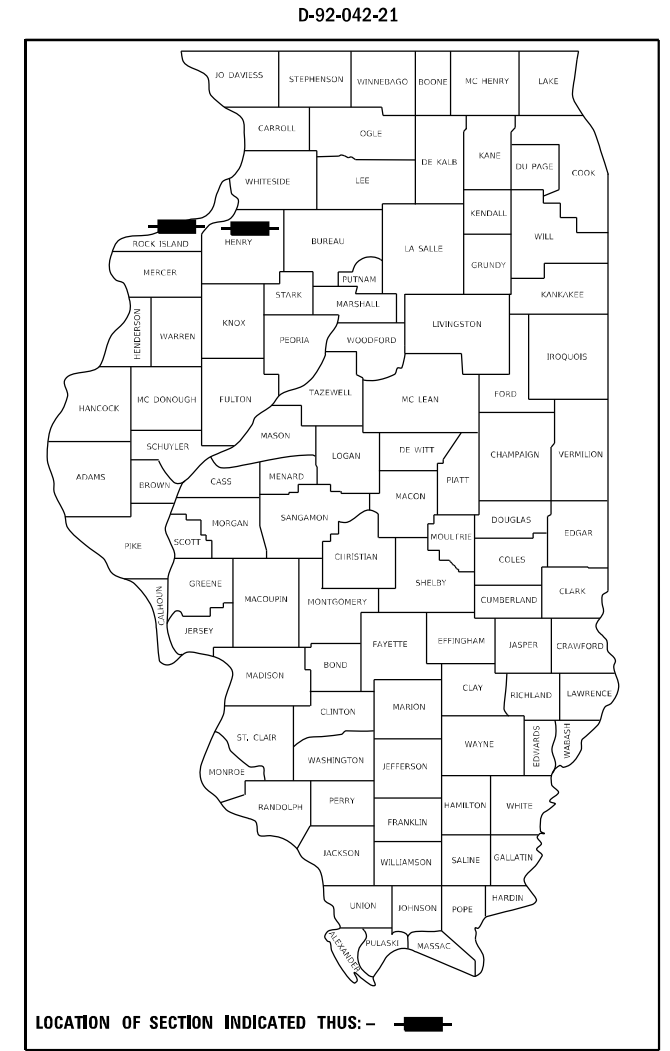 D-92-042-21
JO DAVIESS
STEPHENSON
WINNEBAGO
BOONE
MC HENRY
LAKE
CARROLL
OGLE
DE KALB
KANE
DU PAGE
COOK
WHITESIDE
LEE
KENDALL
WILL
ROCK ISLAND
HENRY
BUREAU
LA SALLE
GRUNDY
MERCER
PUTNAM
KANKAKEE
STARK
MARSHALL
HENDERSON
WARREN
KNOX
PEORIA
WOODFORD
LIVINGSTON
IROQUOIS
HANCOCK
MC DONOUGH
FULTON
TAZEWELL
MC LEAN
FORD
SCHUYLER
MASON
LOGAN
DE WITT
CHAMPAIGN
VERMILION
ADAMS
BROWN
CASS
MENARD
MACON
PIATT
PIKE
SCOTT
MORGAN
SANGAMON
CHRISTIAN
MOULTRIE
DOUGLAS
EDGAR
COLES
CALHOUN
GREENE
MACOUPIN
MONTGOMERY
SHELBY
CUMBERLAND
CLARK
JERSEY
FAYETTE
EFFINGHAM
JASPER
CRAWFORD
MADISON
BOND
CLAY
RICHLAND
LAWRENCE
CLINTON
MARION
ST. CLAIR
WAYNE
EDWARDS
WABASH
MONROE
WASHINGTON
JEFFERSON
RANDOLPH
PERRY
HAMILTON
WHITE
FRANKLIN
JACKSON
WILLIAMSON
SALINE
GALLATIN
UNION
JOHNSON
POPE
HARDIN
ALEXANDER
PULASKI
MASSAC
LOCATION OF SECTION INDICATED THUS: –